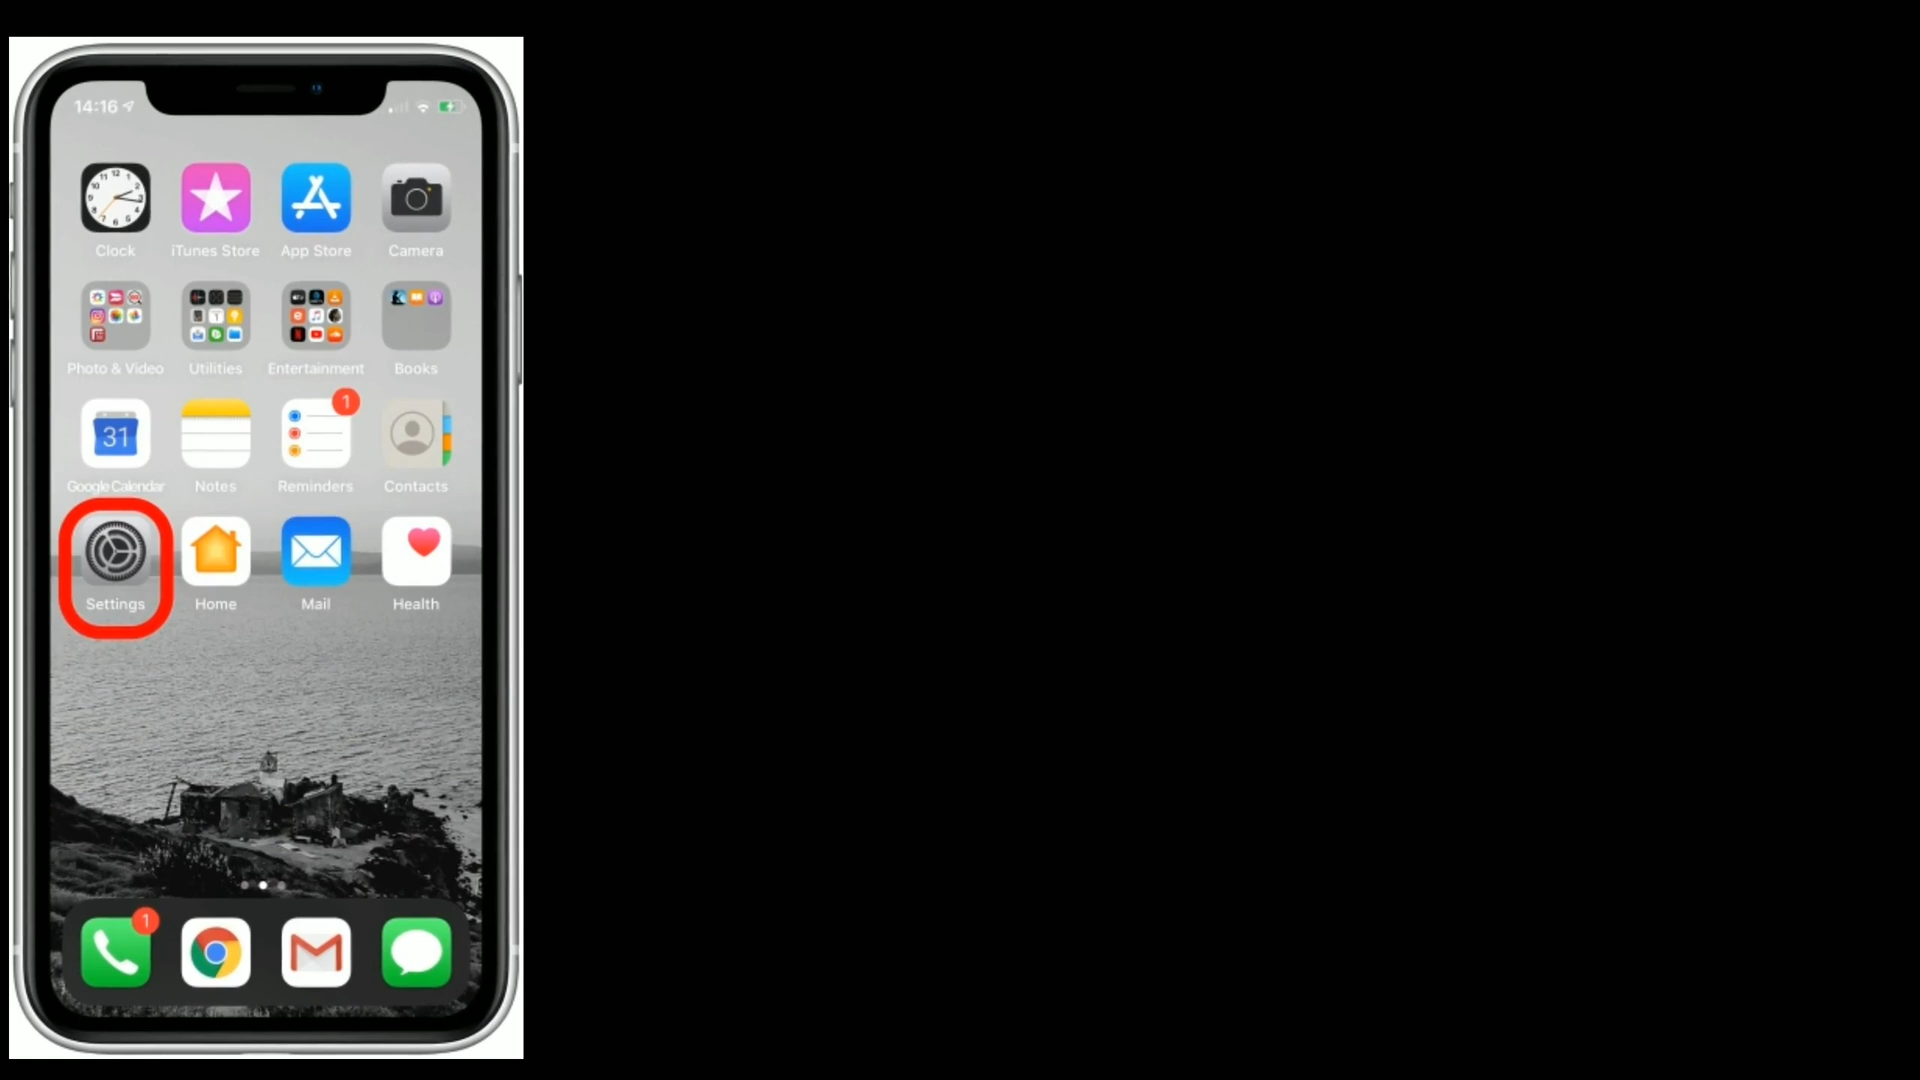 14:16
Clock iTunes Store App Store Camera
Photo & Video Utilities Entertainment Books
1
31
Google Calendar Notes Reminders Contacts
Settings Home Mail Health
1